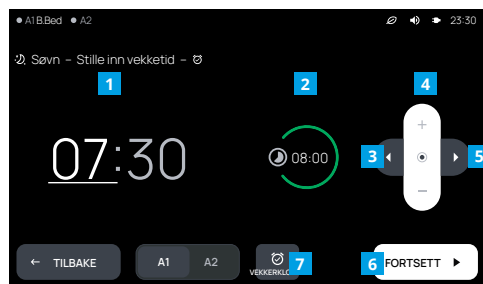 A1 B.Bed A2 23:30
Søvn – Stille inn vekketid –
1 2 4
07:30 08:00 3 + – 5
← TILBAKE A1 A2 7 6 FORTSETT